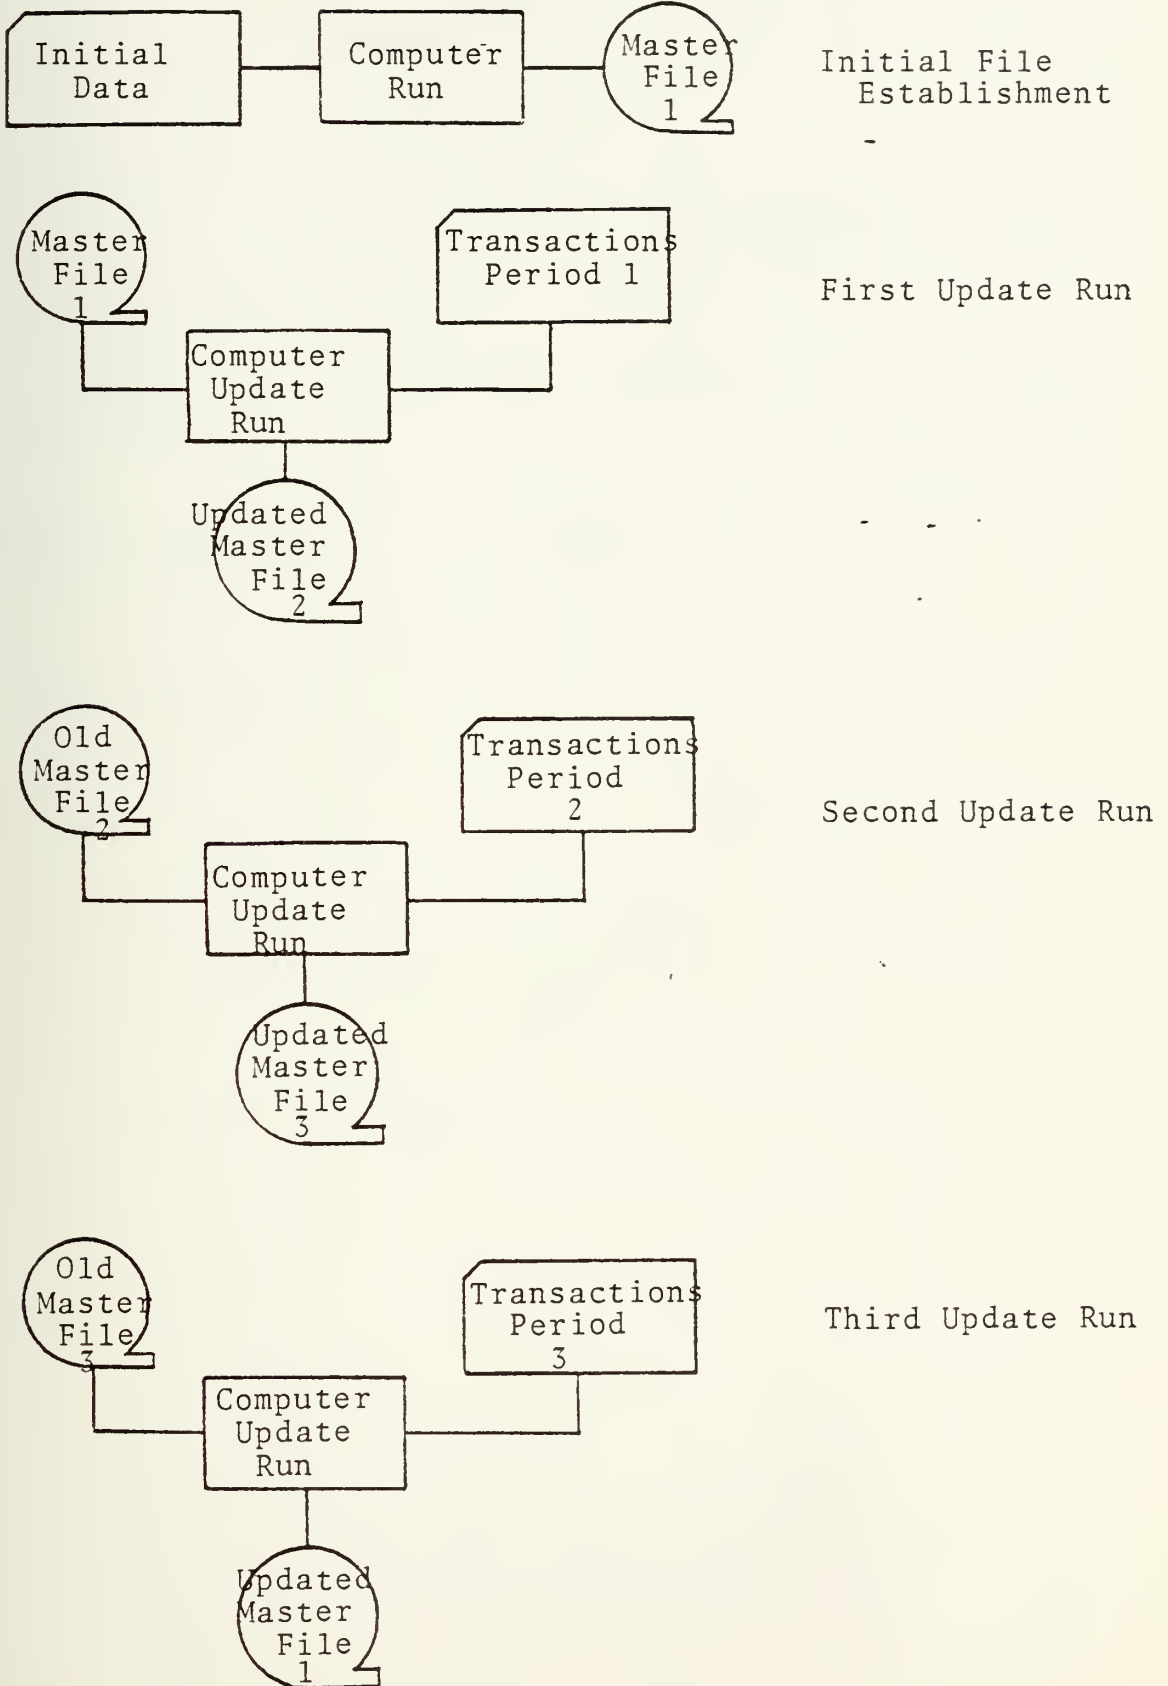 Initial
Data
Computer
Run
Master
File
1
Initial File
Establishment
Master
File
1
Transactions
Period 1
First Update Run
Computer
Update
Run
Updated
Master
File
2
Old
Master
File
2
Transactions
Period
2
Second Update Run
Computer
Update
Run
Updated
Master
File
3
Old
Master
File
3
Transactions
Period
3
Third Update Run
Computer
Update
Run
Updated
Master
File
1